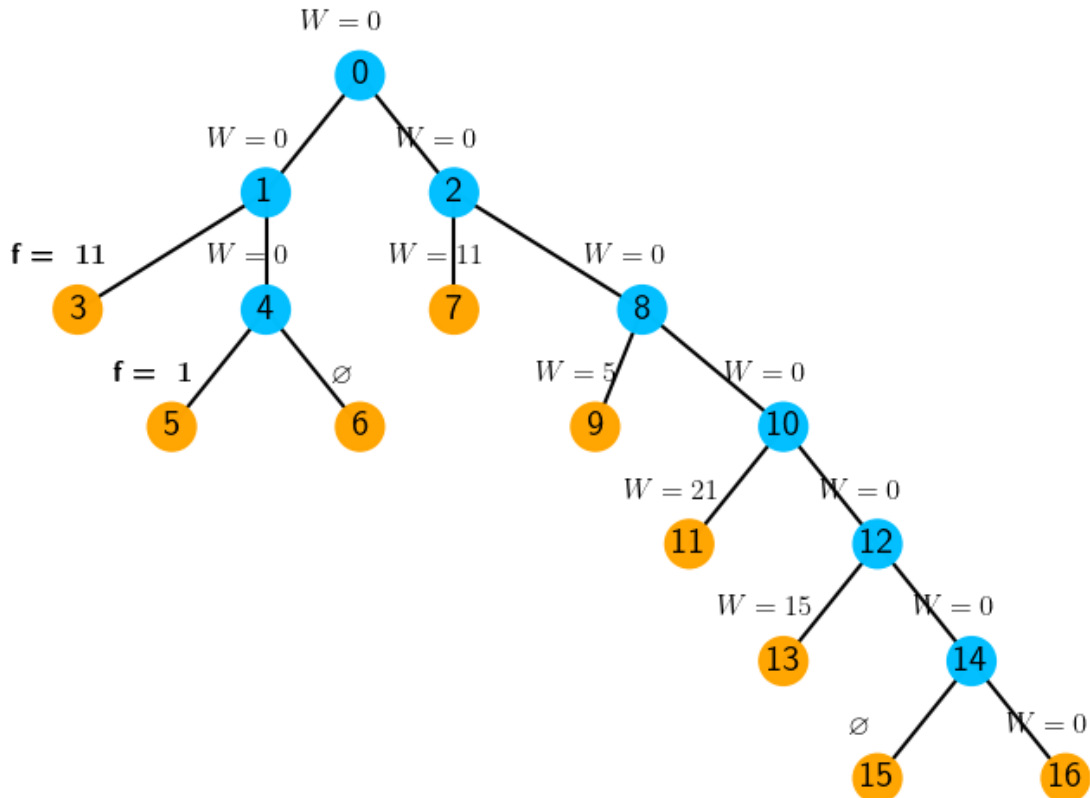 W = 0
0
W = 0 W = 0
1 2
f = 11 W = 0 W = 11 W = 0
3 4 7 8
f = 1 ∅ W = 5 W = 0
5 6 9 10
W = 21 W = 0
11 12
W = 15 W = 0
13 14
∅ W = 0
15 16